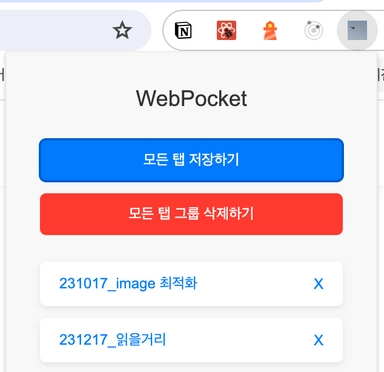 WebPocket
모든 탭 저장하기
모든 탭 그룹 삭제하기
231017_image 최적화 X
231217_읽을거리 X